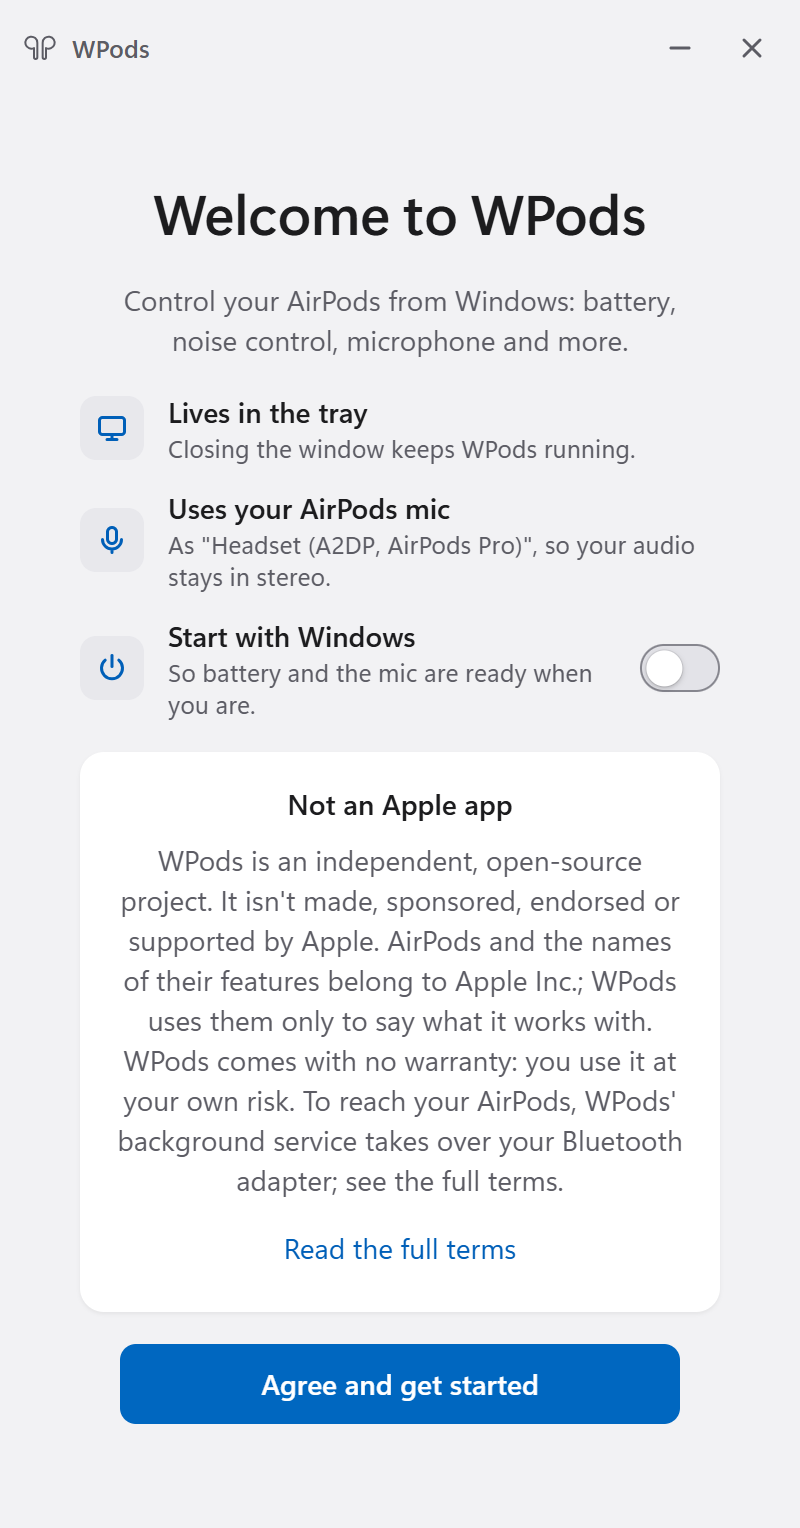 WPods
Welcome to WPods
Control your AirPods from Windows: battery,
noise control, microphone and more.
Lives in the tray
Closing the window keeps WPods running.
Uses your AirPods mic
As "Headset (A2DP, AirPods Pro)", so your audio
stays in stereo.
Start with Windows
So battery and the mic are ready when
you are.
Not an Apple app
WPods is an independent, open-source
project. It isn't made, sponsored, endorsed or
supported by Apple. AirPods and the names
of their features belong to Apple Inc.; WPods
uses them only to say what it works with.
WPods comes with no warranty: you use it at
your own risk. To reach your AirPods, WPods'
background service takes over your Bluetooth
adapter; see the full terms.
Read the full terms
Agree and get started